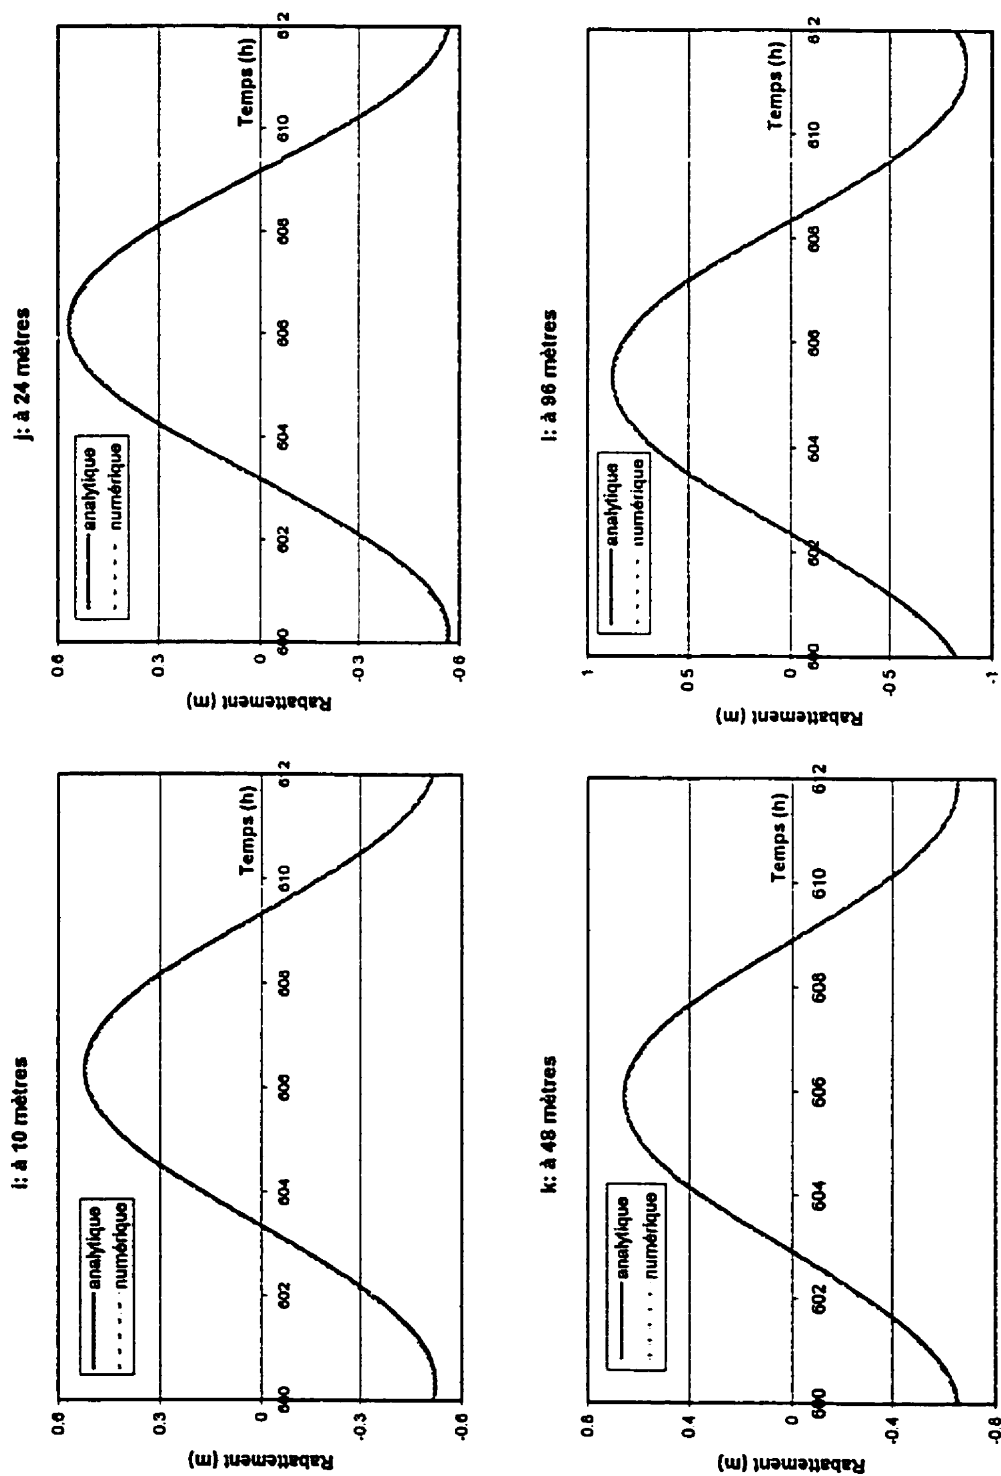 i: à 10 mètres
Rabattement (m)
0.6
0.3
0
-0.3
-0.6
analytique
numérique
600
602
604
606
608
610
612
Temps (h)
j: à 24 mètres
Rabattement (m)
0.6
0.3
0
-0.3
-0.6
analytique
numérique
600
602
604
606
608
610
612
Temps (h)
k: à 48 mètres
Rabattement (m)
0.8
0.4
0
-0.4
-0.8
analytique
numérique
600
602
604
606
608
610
612
Temps (h)
l: à 96 mètres
Rabattement (m)
1
0.5
0
-0.5
-1
analytique
numérique
600
602
604
606
608
610
612
Temps (h)